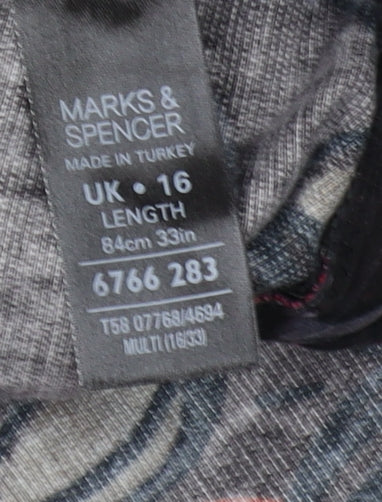 MARKS &
SPENCER
MADE IN TURKEY
UK • 16
LENGTH
84cm 33in
6766 283
T58 07768/4694
MULTI (16/33)